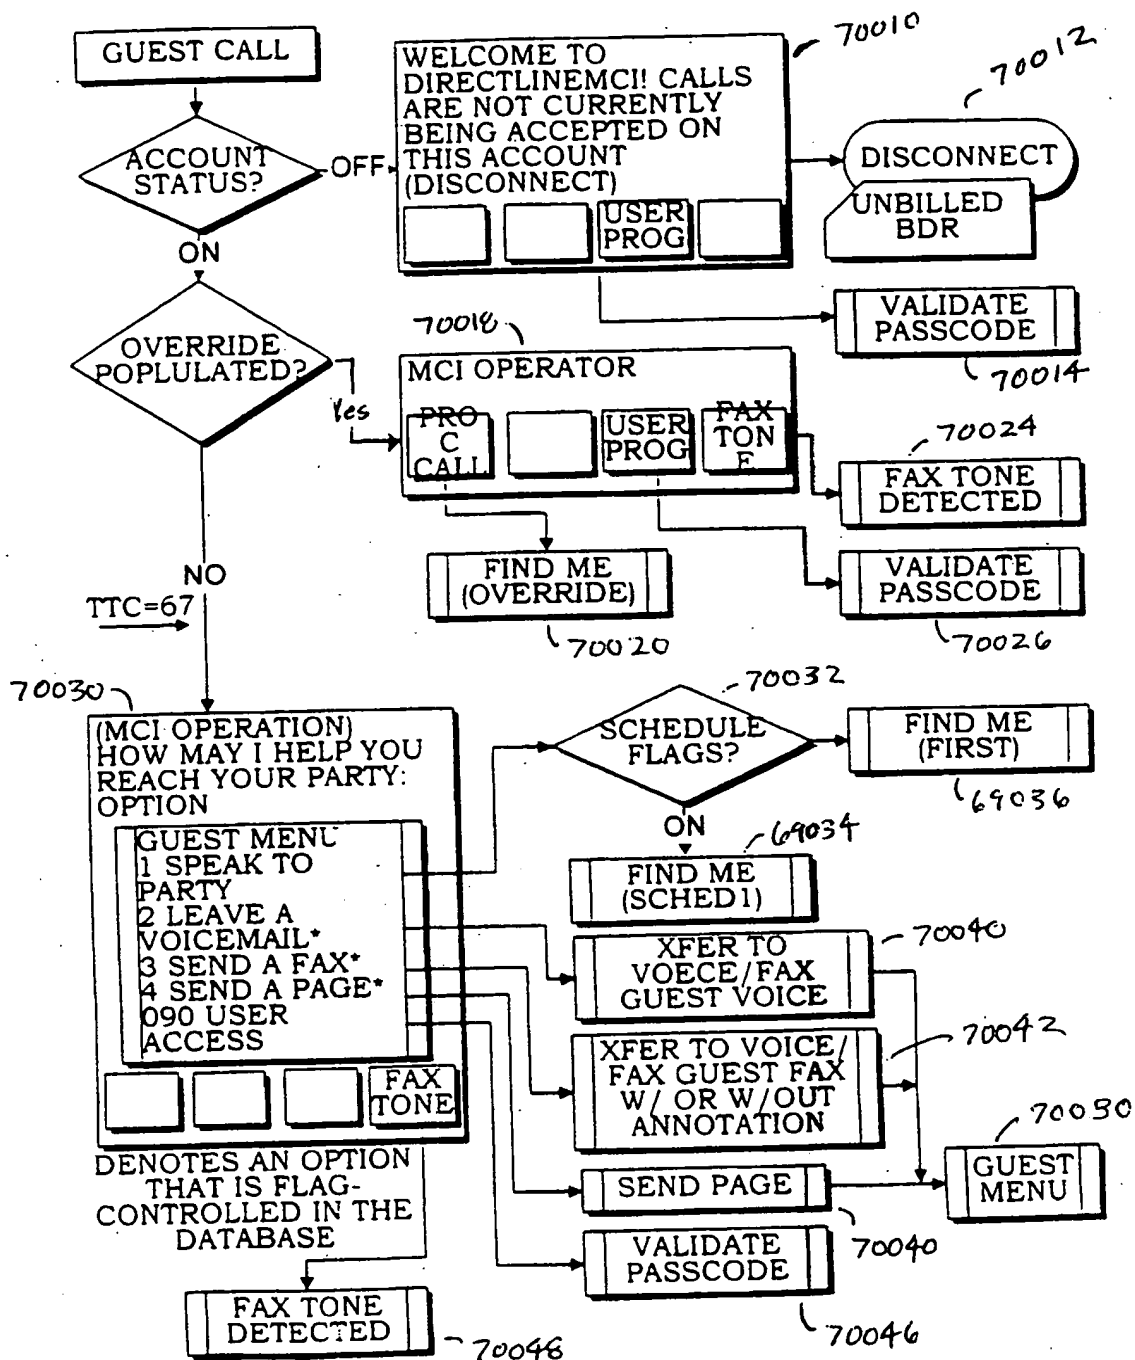 GUEST CALL
ACCOUNT
STATUS?
OFF
WELCOME TO
DIRECTLINEMCI! CALLS
ARE NOT CURRENTLY
BEING ACCEPTED ON
THIS ACCOUNT
(DISCONNECT)
USER
PROG
70010
70012
DISCONNECT
UNBILLED
BDR
ON
VALIDATE
PASSCODE
70014
OVERRIDE
POPLULATED?
Yes
70018
MCI OPERATOR
PRO
C
CALL
USER
PROG
FAX
TON
E
70024
FAX TONE
DETECTED
FIND ME
(OVERRIDE)
70020
VALIDATE
PASSCODE
70026
NO
TTC=67
70030
(MCI OPERATION)
HOW MAY I HELP YOU
REACH YOUR PARTY:
OPTION
GUEST MENU
1 SPEAK TO
PARTY
2 LEAVE A
VOICEMAIL*
3 SEND A FAX*
4 SEND A PAGE*
090 USER
ACCESS
FAX
TONE
70032
SCHEDULE
FLAGS?
FIND ME
(FIRST)
69036
ON
69034
FIND ME
(SCHED1)
XFER TO
VOECE/FAX
GUEST VOICE
70040
XFER TO VOICE/
FAX GUEST FAX
W/ OR W/OUT
ANNOTATION
70042
SEND PAGE
70040
70030
GUEST
MENU
VALIDATE
PASSCODE
70046
DENOTES AN OPTION
THAT IS FLAG-
CONTROLLED IN THE
DATABASE
FAX TONE
DETECTED
70048